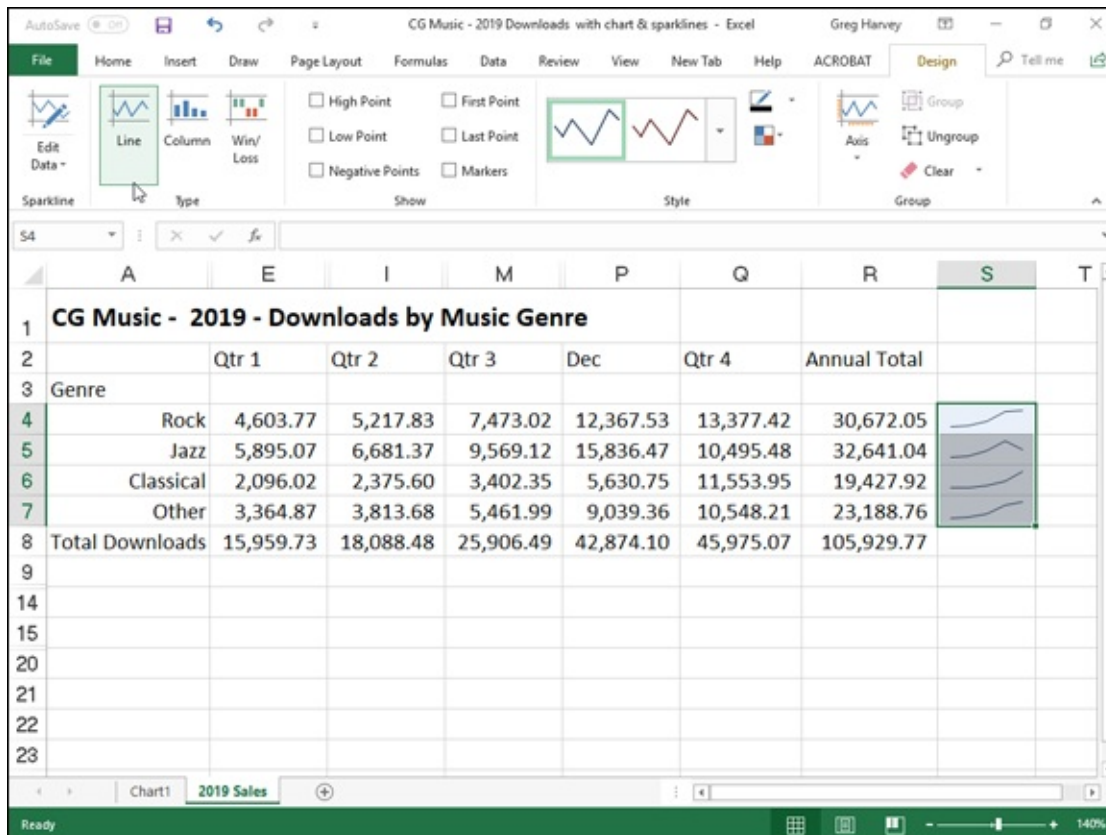 AutoSave Off CG Music - 2019 Downloads with chart & sparklines - Excel Greg Harvey
File Home Insert Draw Page Layout Formulas Data Review View New Tab Help ACROBAT Design Tell me
Edit Data Line Column Win/ Loss
High Point First Point
Low Point Last Point
Negative Points Markers
Axis Group
Ungroup
Clear
Sparkline Type Show Style Group
S4 fx
A E I M P Q R S T
1 CG Music - 2019 - Downloads by Music Genre
2 Qtr 1 Qtr 2 Qtr 3 Dec Qtr 4 Annual Total
3 Genre
4 Rock 4,603.77 5,217.83 7,473.02 12,367.53 13,377.42 30,672.05
5 Jazz 5,895.07 6,681.37 9,569.12 15,836.47 10,495.48 32,641.04
6 Classical 2,096.02 2,375.60 3,402.35 5,630.75 11,553.95 19,427.92
7 Other 3,364.87 3,813.68 5,461.99 9,039.36 10,548.21 23,188.76
8 Total Downloads 15,959.73 18,088.48 25,906.49 42,874.10 45,975.07 105,929.77
9
14
15
20
21
22
23
Chart1 2019 Sales
Ready 140%